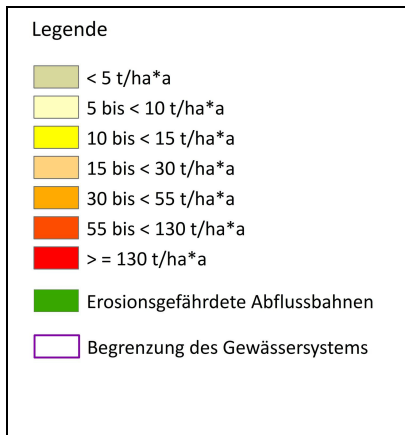 Legende
< 5 t/ha*a
5 bis < 10 t/ha*a
10 bis < 15 t/ha*a
15 bis < 30 t/ha*a
30 bis < 55 t/ha*a
55 bis < 130 t/ha*a
> = 130 t/ha*a
Erosionsgefährdete Abflussbahnen
Begrenzung des Gewässersystems